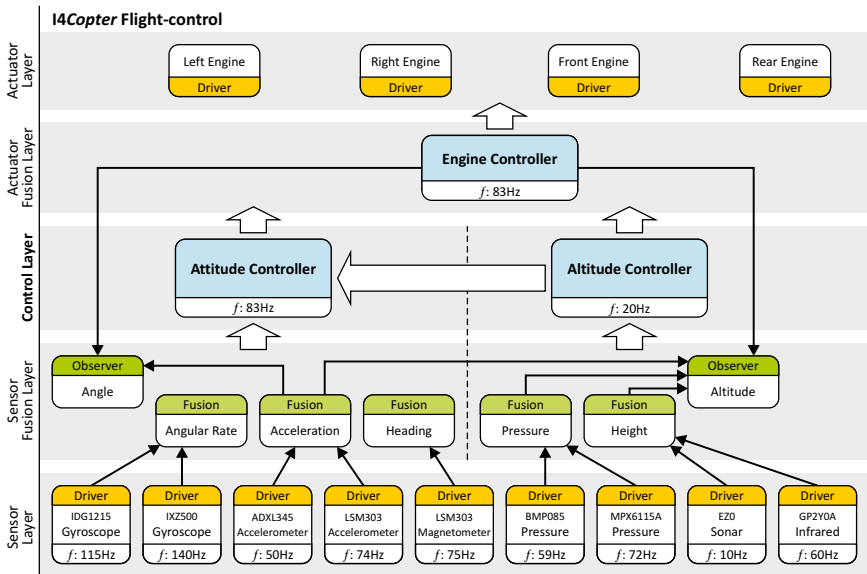 I4Copter Flight-control
Actuator
Layer
Left Engine
Driver
Right Engine
Driver
Front Engine
Driver
Rear Engine
Driver
Actuator
Fusion Layer
Engine Controller
f: 83Hz
Control Layer
Attitude Controller
f: 83Hz
Altitude Controller
f: 20Hz
Sensor
Fusion Layer
Observer
Angle
Observer
Altitude
Fusion
Angular Rate
Fusion
Acceleration
Fusion
Heading
Fusion
Pressure
Fusion
Height
Sensor
Layer
Driver
IDG1215
Gyroscope
f: 115Hz
Driver
IXZ500
Gyroscope
f: 140Hz
Driver
ADXL345
Accelerometer
f: 50Hz
Driver
LSM303
Accelerometer
f: 74Hz
Driver
LSM303
Magnetometer
f: 75Hz
Driver
BMP085
Pressure
f: 59Hz
Driver
MPX6115A
Pressure
f: 72Hz
Driver
EZ0
Sonar
f: 10Hz
Driver
GP2Y0A
Infrared
f: 60Hz